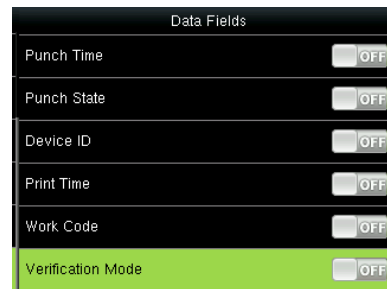 Data Fields
Punch Time OFF
Punch State OFF
Device ID OFF
Print Time OFF
Work Code OFF
Verification Mode OFF